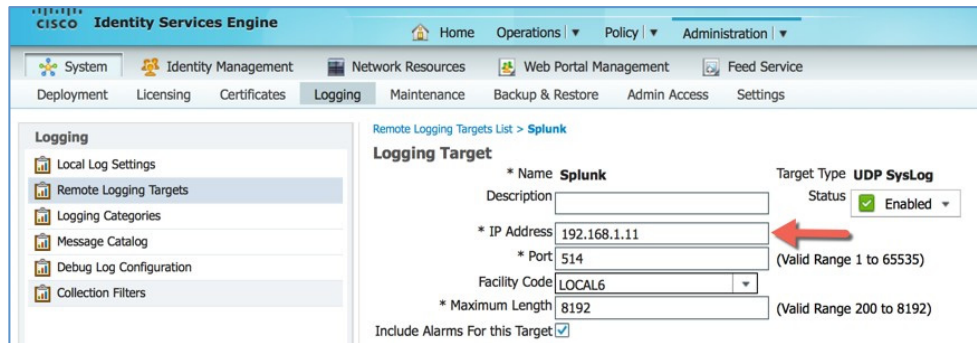 CISCO Identity Services Engine
Home Operations | ▼ Policy | ▼ Administration | ▼
System Identity Management Network Resources Web Portal Management Feed Service
Deployment Licensing Certificates Logging Maintenance Backup & Restore Admin Access Settings
Logging
Local Log Settings
Remote Logging Targets
Logging Categories
Message Catalog
Debug Log Configuration
Collection Filters
Remote Logging Targets List > Splunk
Logging Target
* Name Splunk Target Type UDP SysLog
Description Status Enabled
* IP Address 192.168.1.11
* Port 514 (Valid Range 1 to 65535)
Facility Code LOCAL6
* Maximum Length 8192 (Valid Range 200 to 8192)
Include Alarms For this Target